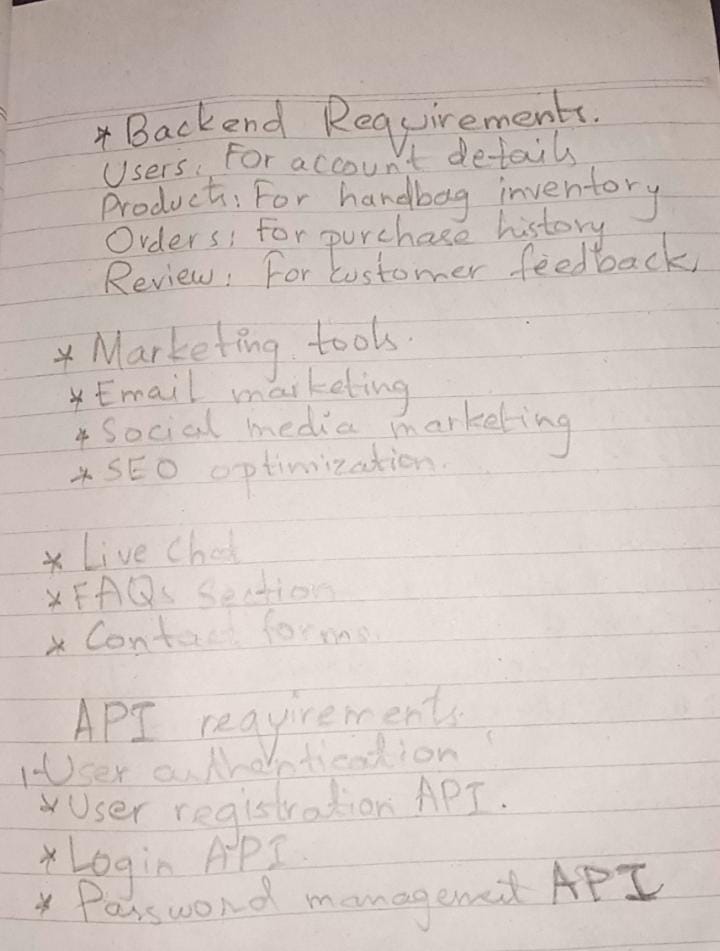 * Backend Requirements.
Users: For account details
Products: For handbag inventory
Orders: For purchase history
Review: For customer feedback.
* Marketing tools.
* Email marketing
* Social media marketing
* SEO optimization.
* Live Chat
* FAQs Section
* Contact forms.
API requirements.
1-User authentication
* User registration API.
* Login API.
* Password management API